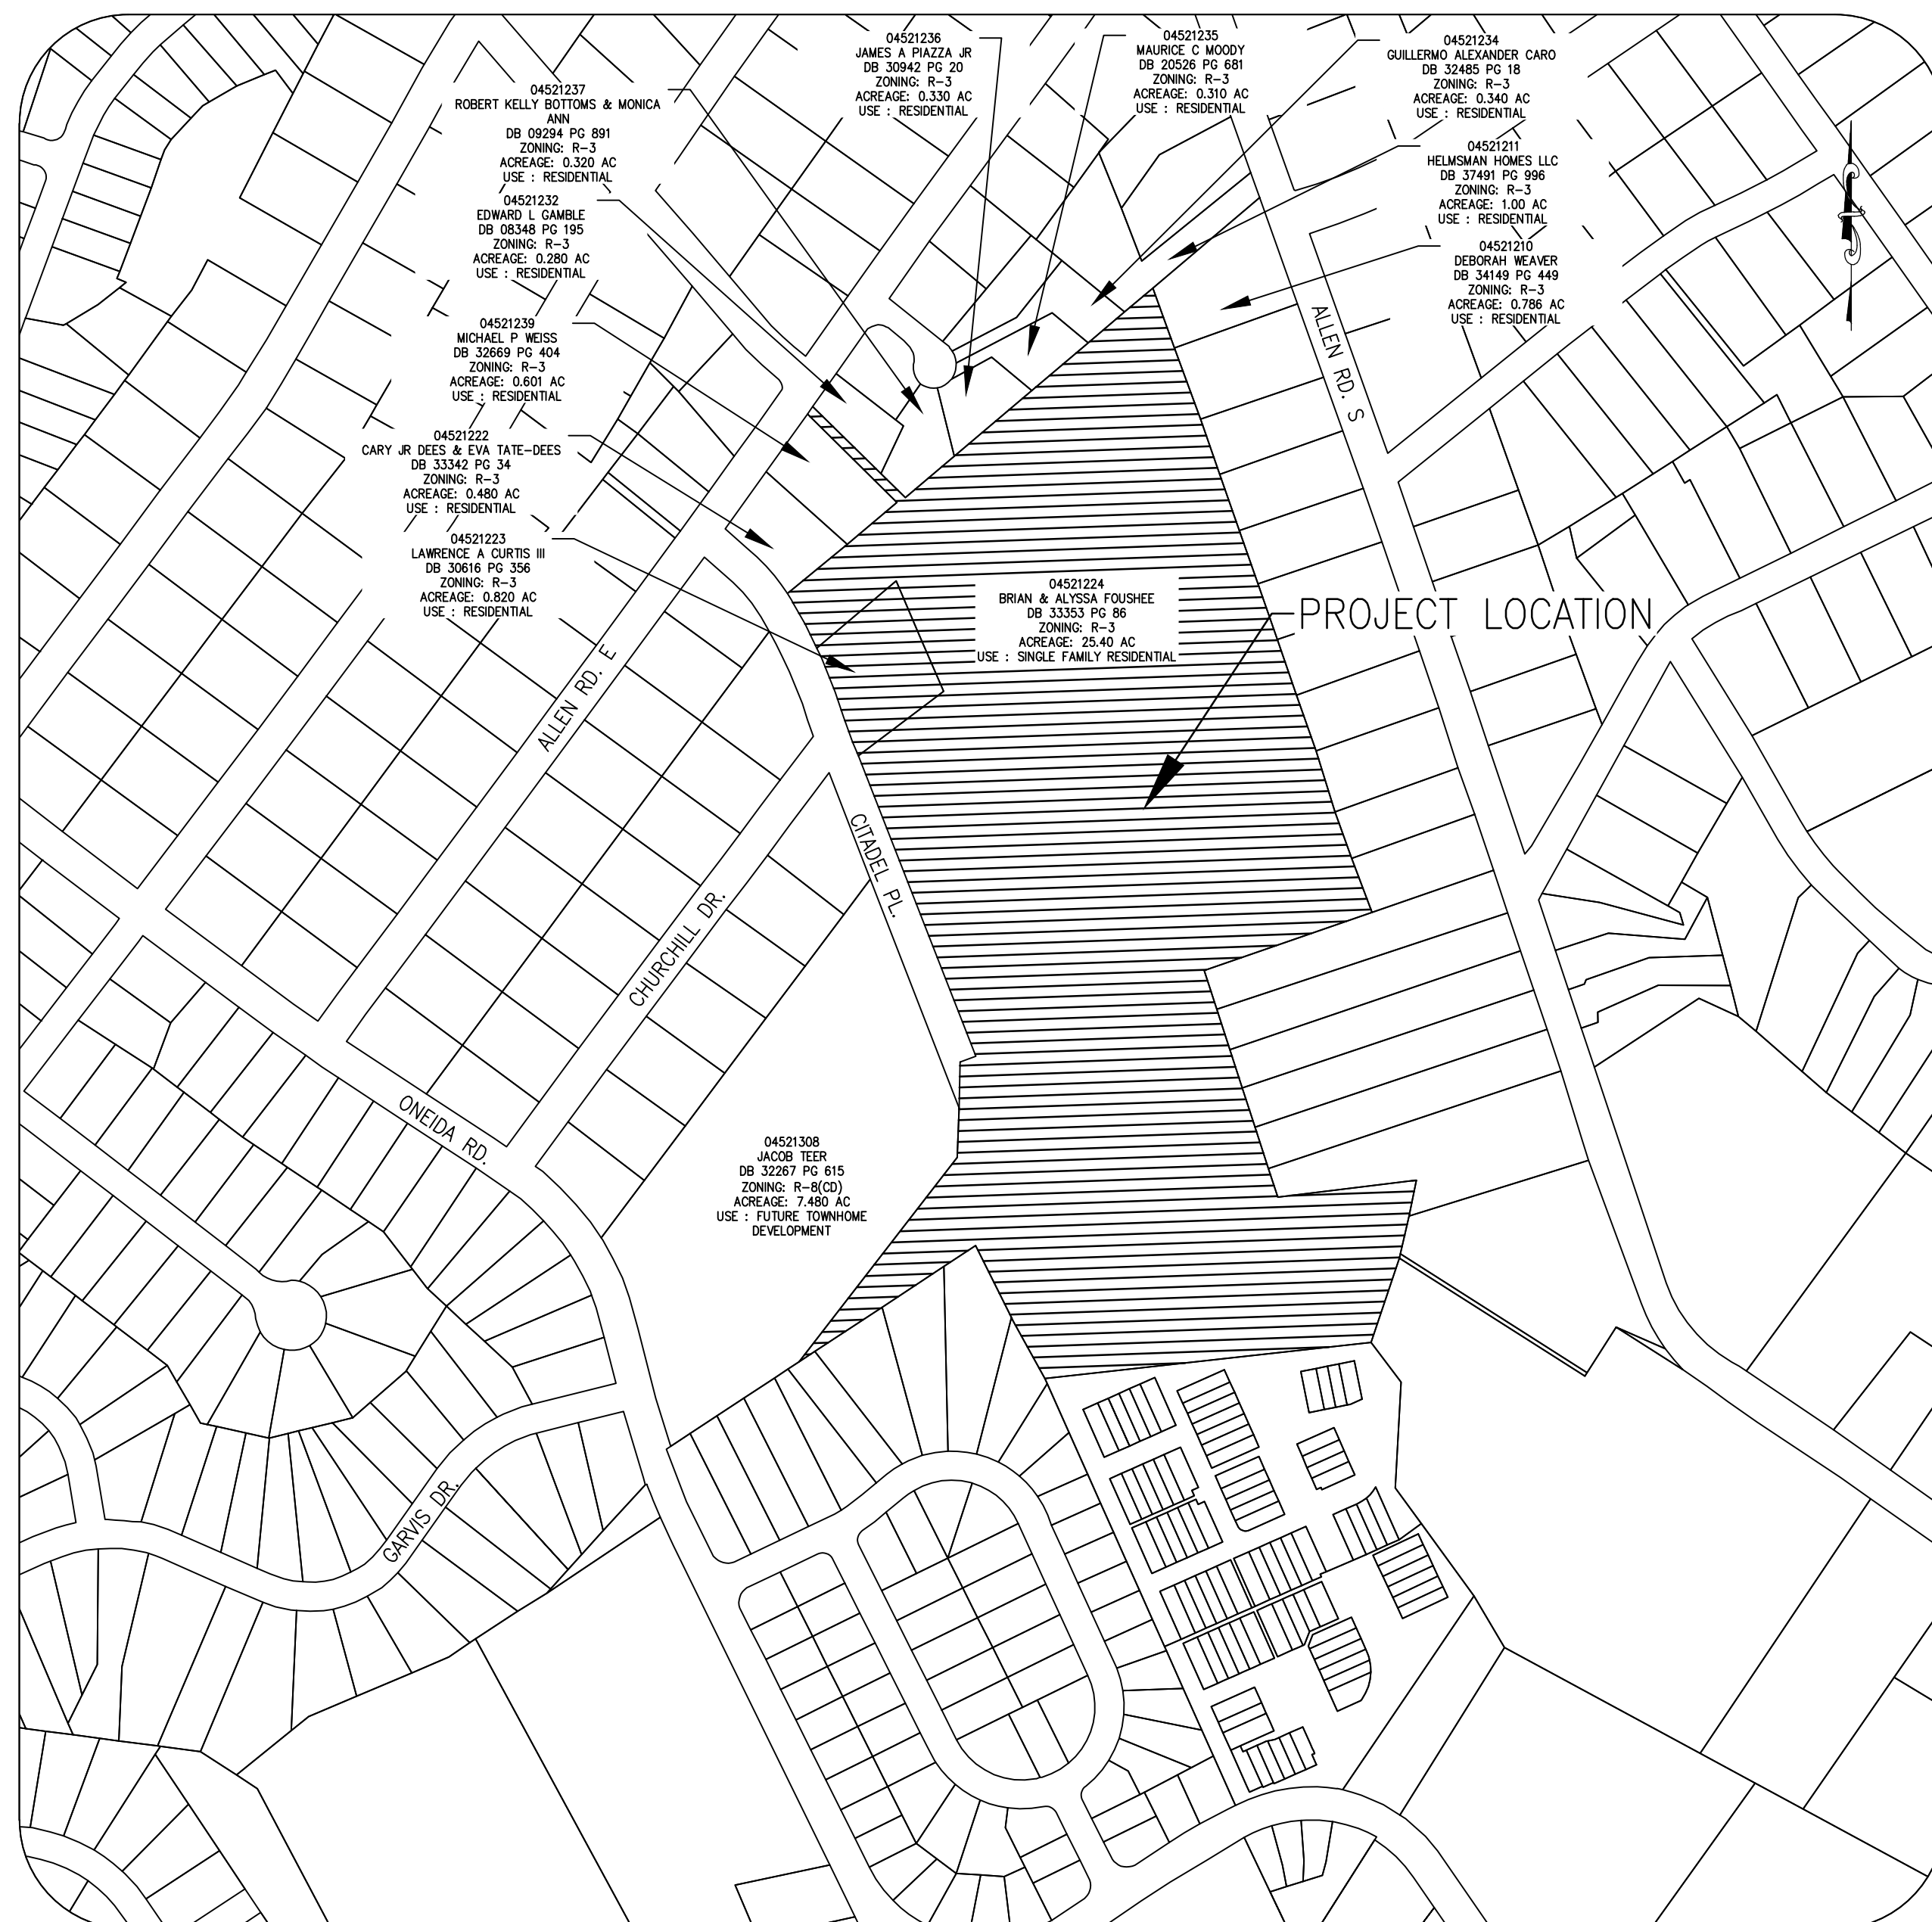 04521236
JAMES A PIAZZA JR
DB 30942 PG 20
ZONING: R-3
ACREAGE: 0.330 AC
USE : RESIDENTIAL
04521235
MAURICE C MOODY
DB 20526 PG 681
ZONING: R-3
ACREAGE: 0.310 AC
USE : RESIDENTIAL
04521234
GUILLERMO ALEXANDER CARO
DB 32485 PG 18
ZONING: R-3
ACREAGE: 0.340 AC
USE : RESIDENTIAL
04521237
ROBERT KELLY BOTTOMS & MONICA
ANN
DB 09294 PG 891
ZONING: R-3
ACREAGE: 0.320 AC
USE : RESIDENTIAL
04521211
HELMSMAN HOMES LLC
DB 37491 PG 996
ZONING: R-3
ACREAGE: 1.00 AC
USE : RESIDENTIAL
04521232
EDWARD L GAMBLE
DB 08348 PG 195
ZONING: R-3
ACREAGE: 0.280 AC
USE : RESIDENTIAL
04521210
DEBORAH WEAVER
DB 34149 PG 449
ZONING: R-3
ACREAGE: 0.786 AC
USE : RESIDENTIAL
04521239
MICHAEL P WEISS
DB 32669 PG 404
ZONING: R-3
ACREAGE: 0.601 AC
USE : RESIDENTIAL
ALLEN RD. S
04521222
CARY JR DEES & EVA TATE-DEES
DB 33342 PG 34
ZONING: R-3
ACREAGE: 0.480 AC
USE : RESIDENTIAL
04521223
LAWRENCE A CURTIS III
DB 30616 PG 356
ZONING: R-3
ACREAGE: 0.820 AC
USE : RESIDENTIAL
04521224
BRIAN & ALYSSA FOUSHEE
DB 33353 PG 86
ZONING: R-3
ACREAGE: 25.40 AC
USE : SINGLE FAMILY RESIDENTIAL
PROJECT LOCATION
ALLEN RD. E
CITADEL PL.
CHURCHILL DR.
ONEIDA RD.
04521308
JACOB TEER
DB 32267 PG 615
ZONING: R-8(CD)
ACREAGE: 7.480 AC
USE : FUTURE TOWNHOME
DEVELOPMENT
GARVIS DR.